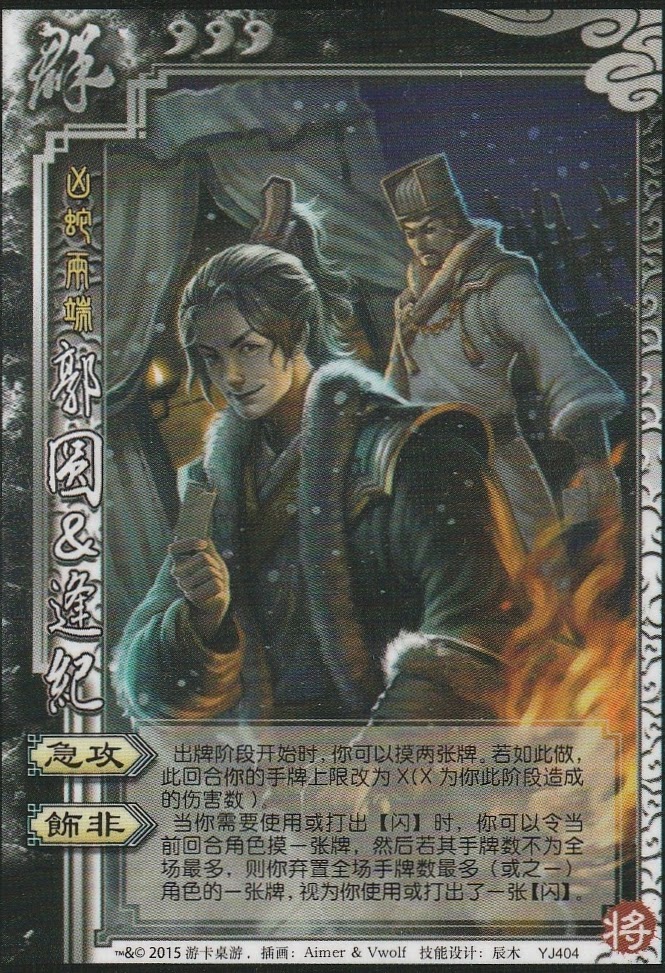 群
凶蛇兩端
郭圖&逢紀
急攻
出牌阶段开始时,你可以摸两张牌。若如此做,
此回合你的手牌上限改为X(X为你此阶段造成
的伤害数)
飾非
当你需要使用或打出【闪】时,你可以令当
前回合角色摸一张牌,然后若其手牌数不为全
场最多,则你弃置全场手牌数最多(或之一)
角色的一张牌,视为你使用或打出了一张【闪】。
将
™&© 2015 游卡桌游 . 插画: Aimer & Vwolf 技能设计: 辰木 YJ404